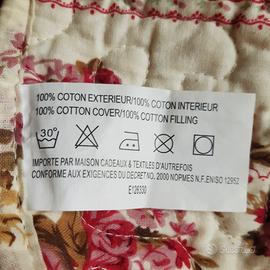 100% COTTON EXTERIEUR/100% COTON INTERIEUR
100% COTTON COVER/100% COTTON FILLING
30°
IMPORTE PAR MAISON CADEAUX & TEXTILES D'AUTREFOIS
CONFORME AUX EXIGENCES DU DECRET NO. 2000 NOPMES N.F.EN/ISO 12952
E126330